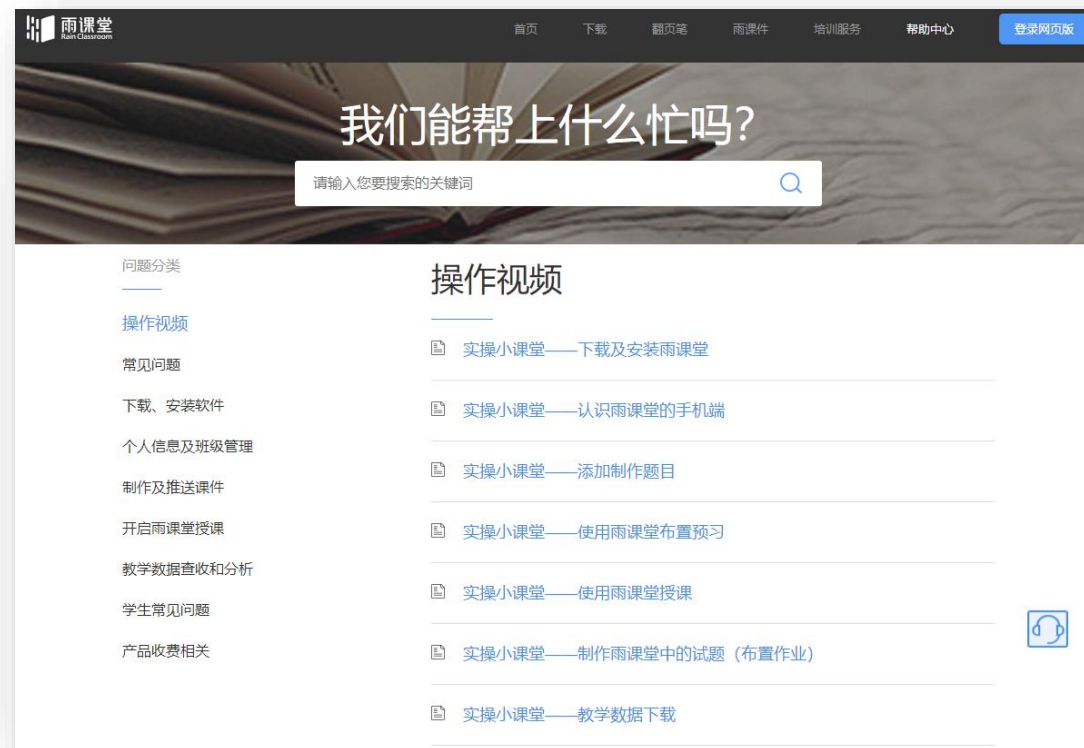 雨课堂
Rain Classroom
首页 下载 翻页笔 雨课件 培训服务 帮助中心 登录网页版
我们能帮上什么忙吗？
请输入您要搜索的关键词
问题分类
操作视频
常见问题
下载、安装软件
个人信息及班级管理
制作及推送课件
开启雨课堂授课
教学数据查收和分析
学生常见问题
产品收费相关
操作视频
实操小课堂——下载及安装雨课堂
实操小课堂——认识雨课堂的手机端
实操小课堂——添加制作题目
实操小课堂——使用雨课堂布置预习
实操小课堂——使用雨课堂授课
实操小课堂——制作雨课堂中的试题（布置作业）
实操小课堂——教学数据下载